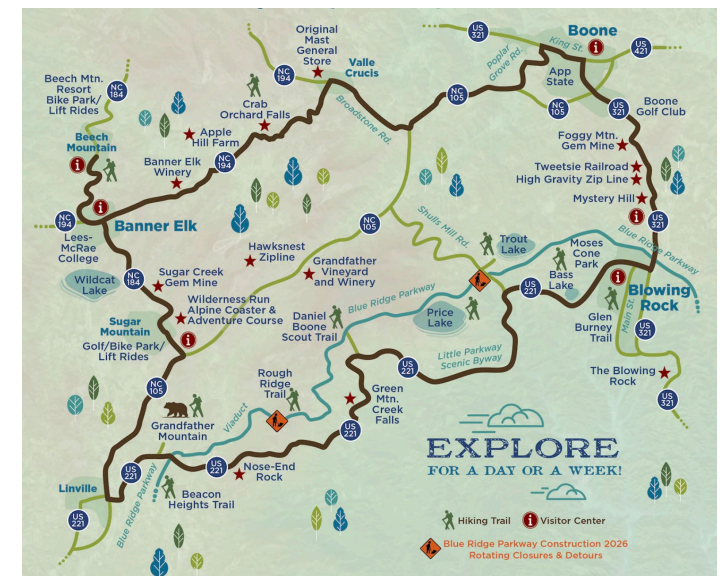 Original
Mast
General
Store
Valle
Crucis
US
321
Poplar
Grove Rd.
Boone
King St.
US
421
App
State
NC
194
Beech Mtn.
Resort
Bike Park/
Lift Rides
NC
184
Crab
Orchard Falls
Broadstone Rd.
NC
105
NC
105
US
321
Boone
Golf Club
Apple
Hill Farm
Beech
Mountain
NC
194
Banner Elk
Winery
Foggy Mtn.
Gem Mine
Tweetsie Railroad
High Gravity Zip Line
Mystery Hill
NC
194
Banner Elk
Lees-
McRae
College
NC
105
Shulls Mill Rd.
US
321
Blue Ridge Parkway
Trout
Lake
Moses
Cone
Park
Hawksnest
Zipline
Grandfather
Vineyard
and Winery
Bass
Lake
Wildcat
Lake
NC
184
Sugar Creek
Gem Mine
US
221
Blowing
Rock
Wilderness Run
Alpine Coaster &
Adventure Course
Daniel
Boone
Scout Trail
Blue Ridge Parkway
Price
Lake
Glen
Burney
Trail
Main St.
US
321
Sugar
Mountain
Golf/Bike Park/
Lift Rides
Little Parkway
Scenic Byway
US
221
The Blowing
Rock
US
321
NC
105
Rough
Ridge
Trail
Green
Mtn.
Creek
Falls
Viaduct
Grandfather
Mountain
US
221
EXPLORE
FOR A DAY OR A WEEK!
US
221
US
221
Nose-End
Rock
Linville
Blue Ridge Parkway
Beacon
Heights Trail
US
221
Hiking Trail
i Visitor Center
Blue Ridge Parkway Construction 2026
Rotating Closures & Detours